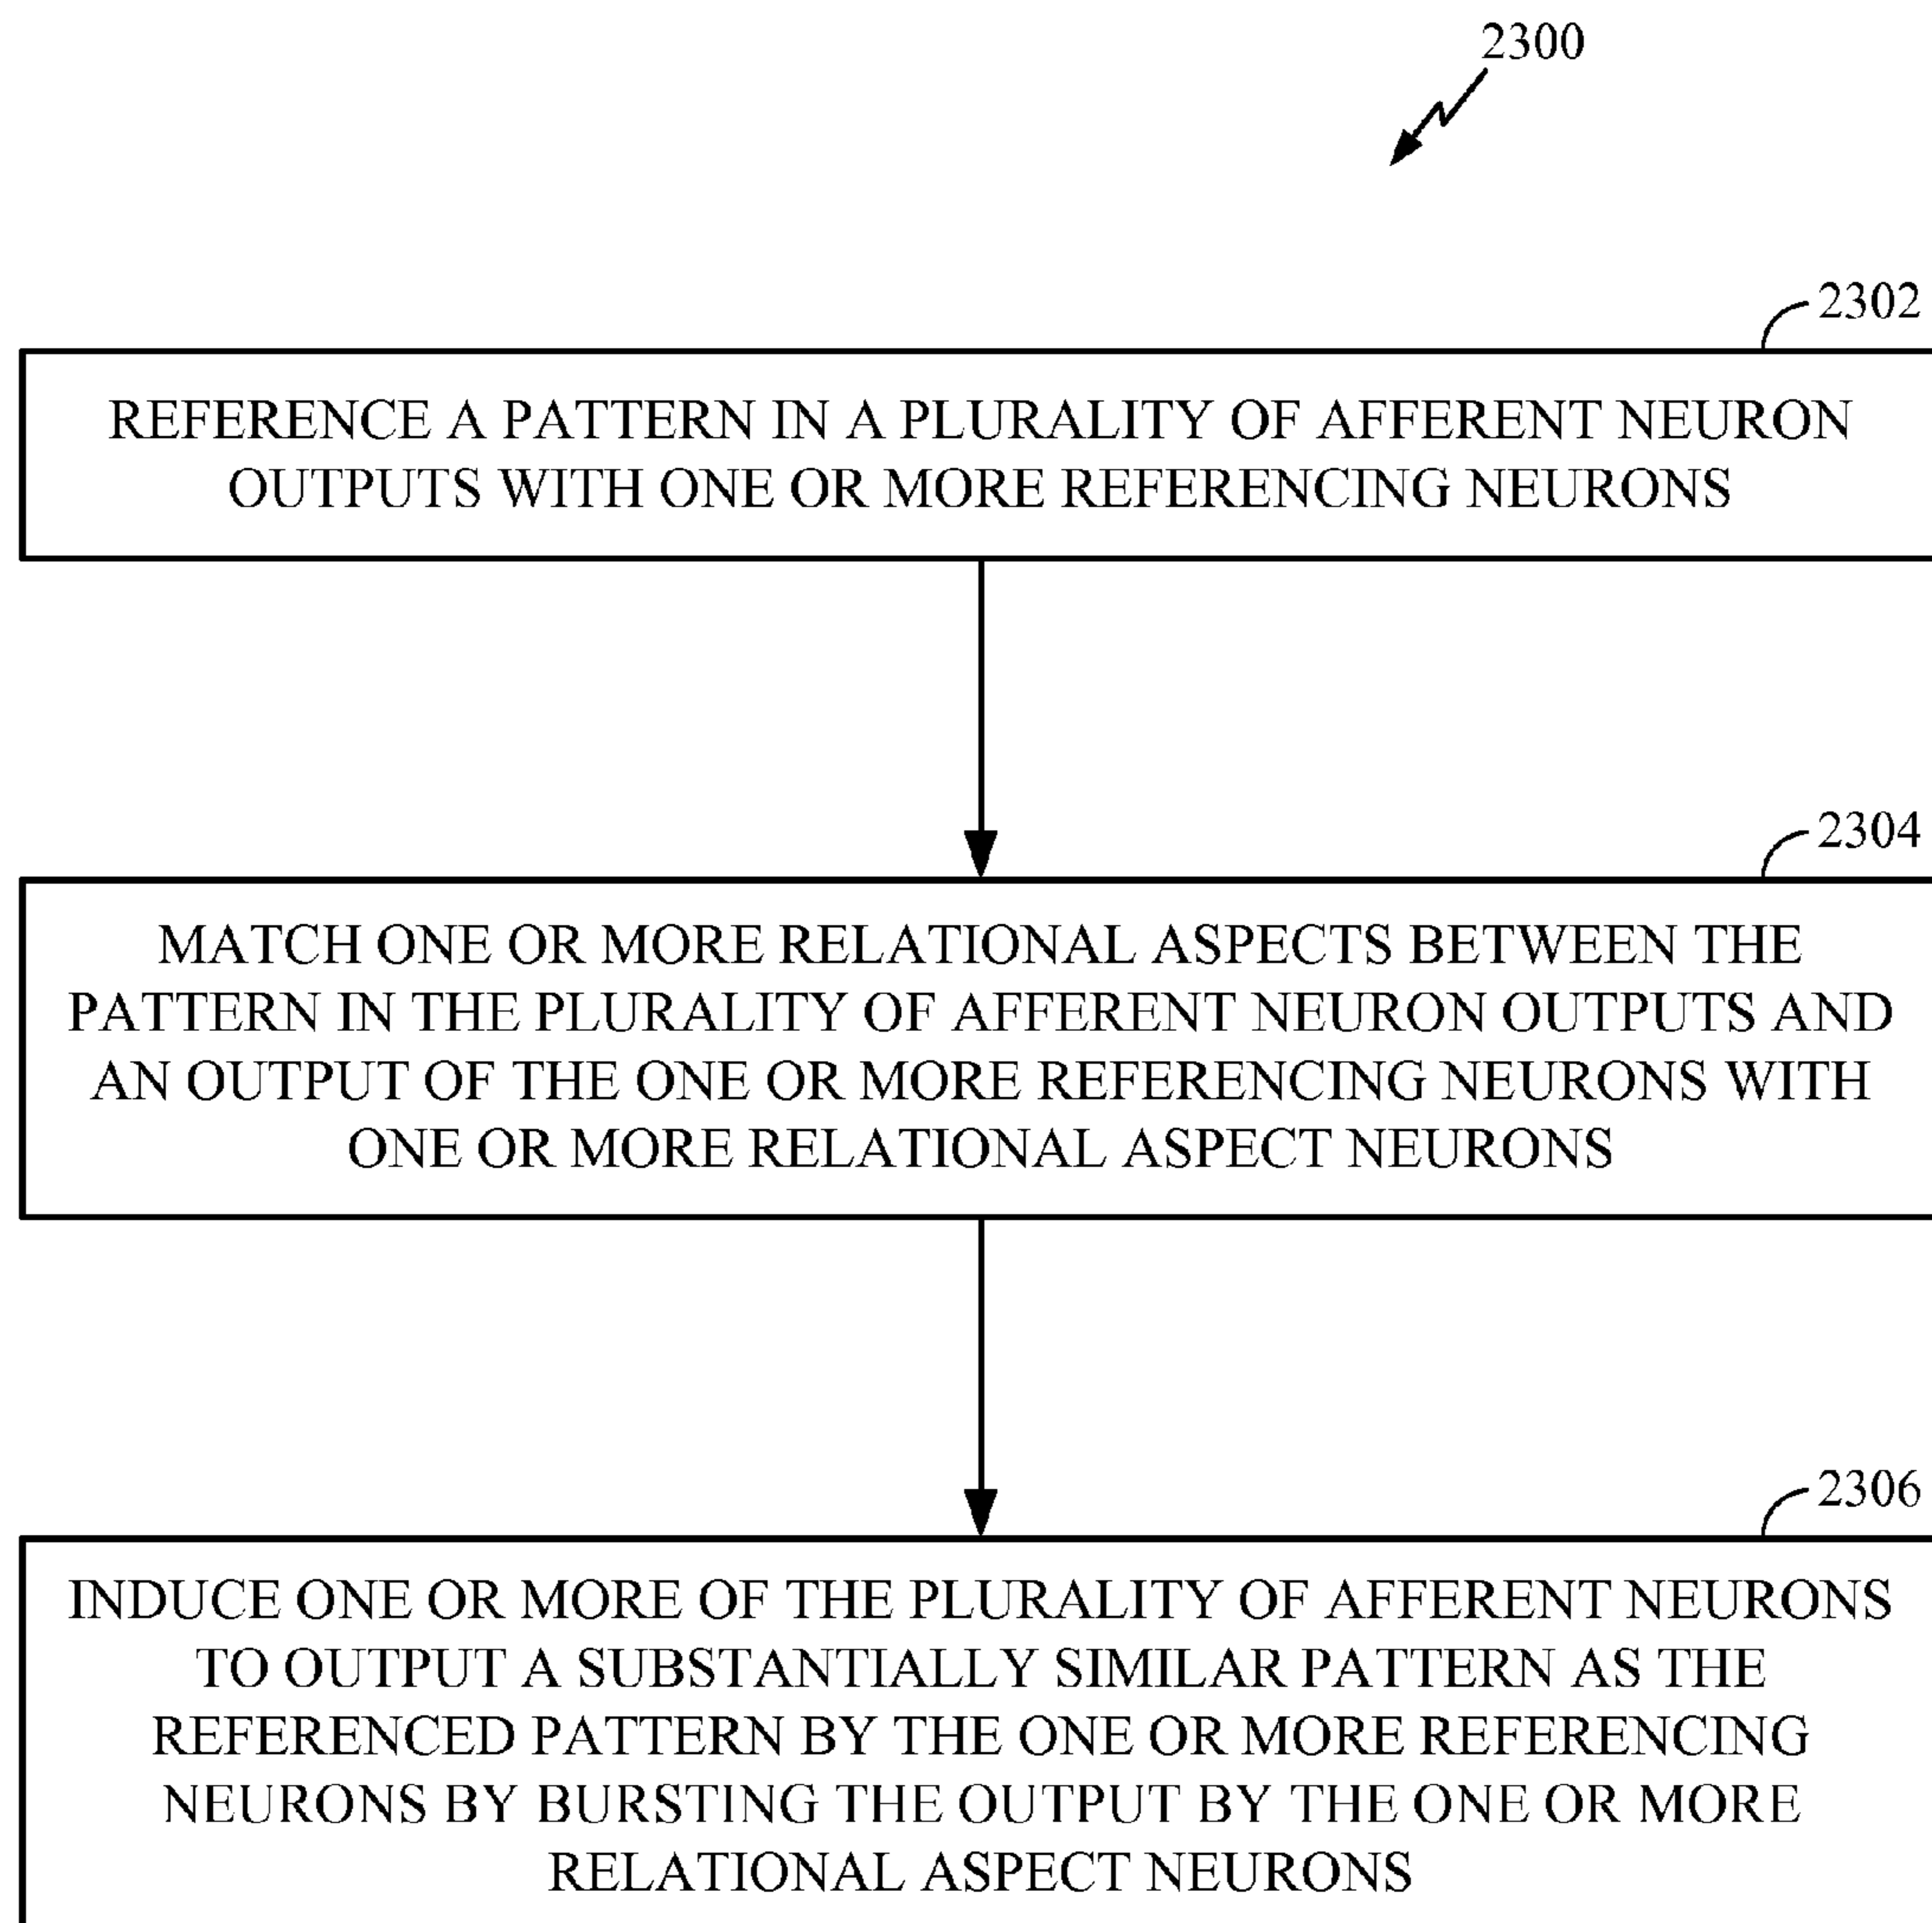 2300
2302
REFERENCE A PATTERN IN A PLURALITY OF AFFERENT NEURON
OUTPUTS WITH ONE OR MORE REFERENCING NEURONS
2304
MATCH ONE OR MORE RELATIONAL ASPECTS BETWEEN THE
PATTERN IN THE PLURALITY OF AFFERENT NEURON OUTPUTS AND
AN OUTPUT OF THE ONE OR MORE REFERENCING NEURONS WITH
ONE OR MORE RELATIONAL ASPECT NEURONS
2306
INDUCE ONE OR MORE OF THE PLURALITY OF AFFERENT NEURONS
TO OUTPUT A SUBSTANTIALLY SIMILAR PATTERN AS THE
REFERENCED PATTERN BY THE ONE OR MORE REFERENCING
NEURONS BY BURSTING THE OUTPUT BY THE ONE OR MORE
RELATIONAL ASPECT NEURONS